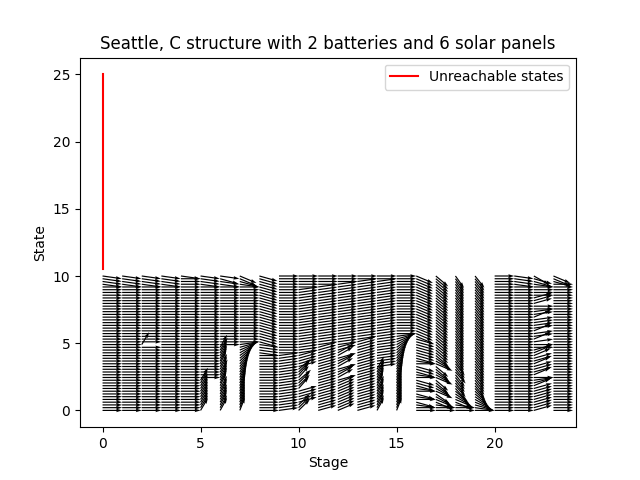 Seattle, C structure with 2 batteries and 6 solar panels
Unreachable states
25
20
15
10
5
0
State
0 5 10 15 20
Stage